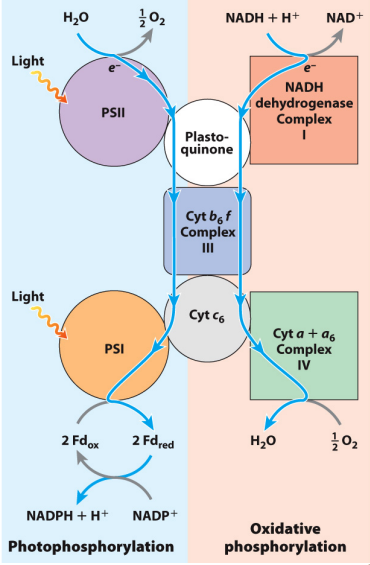 H₂O
½ O₂
NADH + H⁺
NAD⁺
Light
e⁻
PSII
e⁻
NADH
dehydrogenase
Complex
I
Plasto-
quinone
Cyt b₆ f
Complex
III
Light
PSI
Cyt c₆
Cyt a + a₆
Complex
IV
2 Fdox
2 Fdred
H₂O
½ O₂
NADPH + H⁺
NADP⁺
Photophosphorylation
Oxidative
phosphorylation